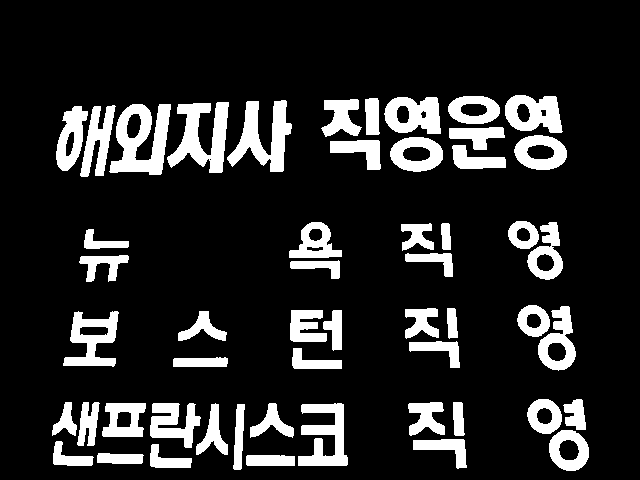 해외지사 직영운영
뉴 욕 직 영
보 스 턴 직 영
샌프란시스코 직 영